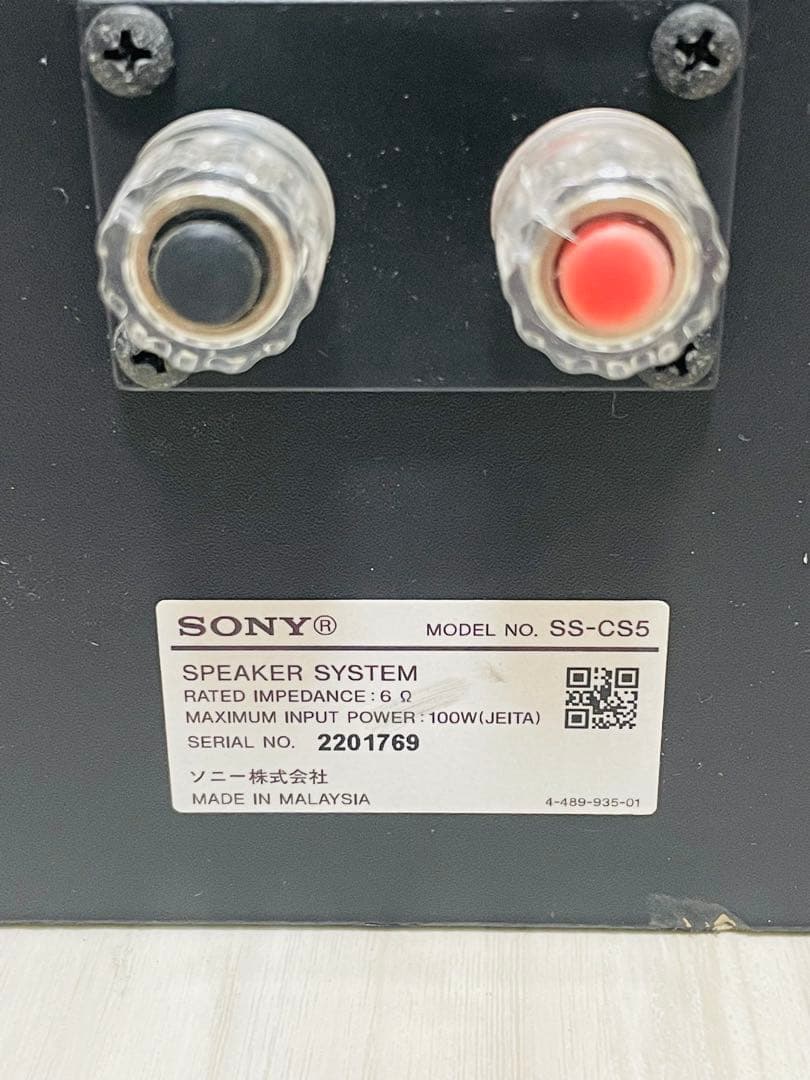 SONY® MODEL NO. SS-CS5
SPEAKER SYSTEM
RATED IMPEDANCE : 6 Ω
MAXIMUM INPUT POWER : 100W(JEITA)
SERIAL NO. 2201769
ソニー株式会社
MADE IN MALAYSIA 4-489-935-01